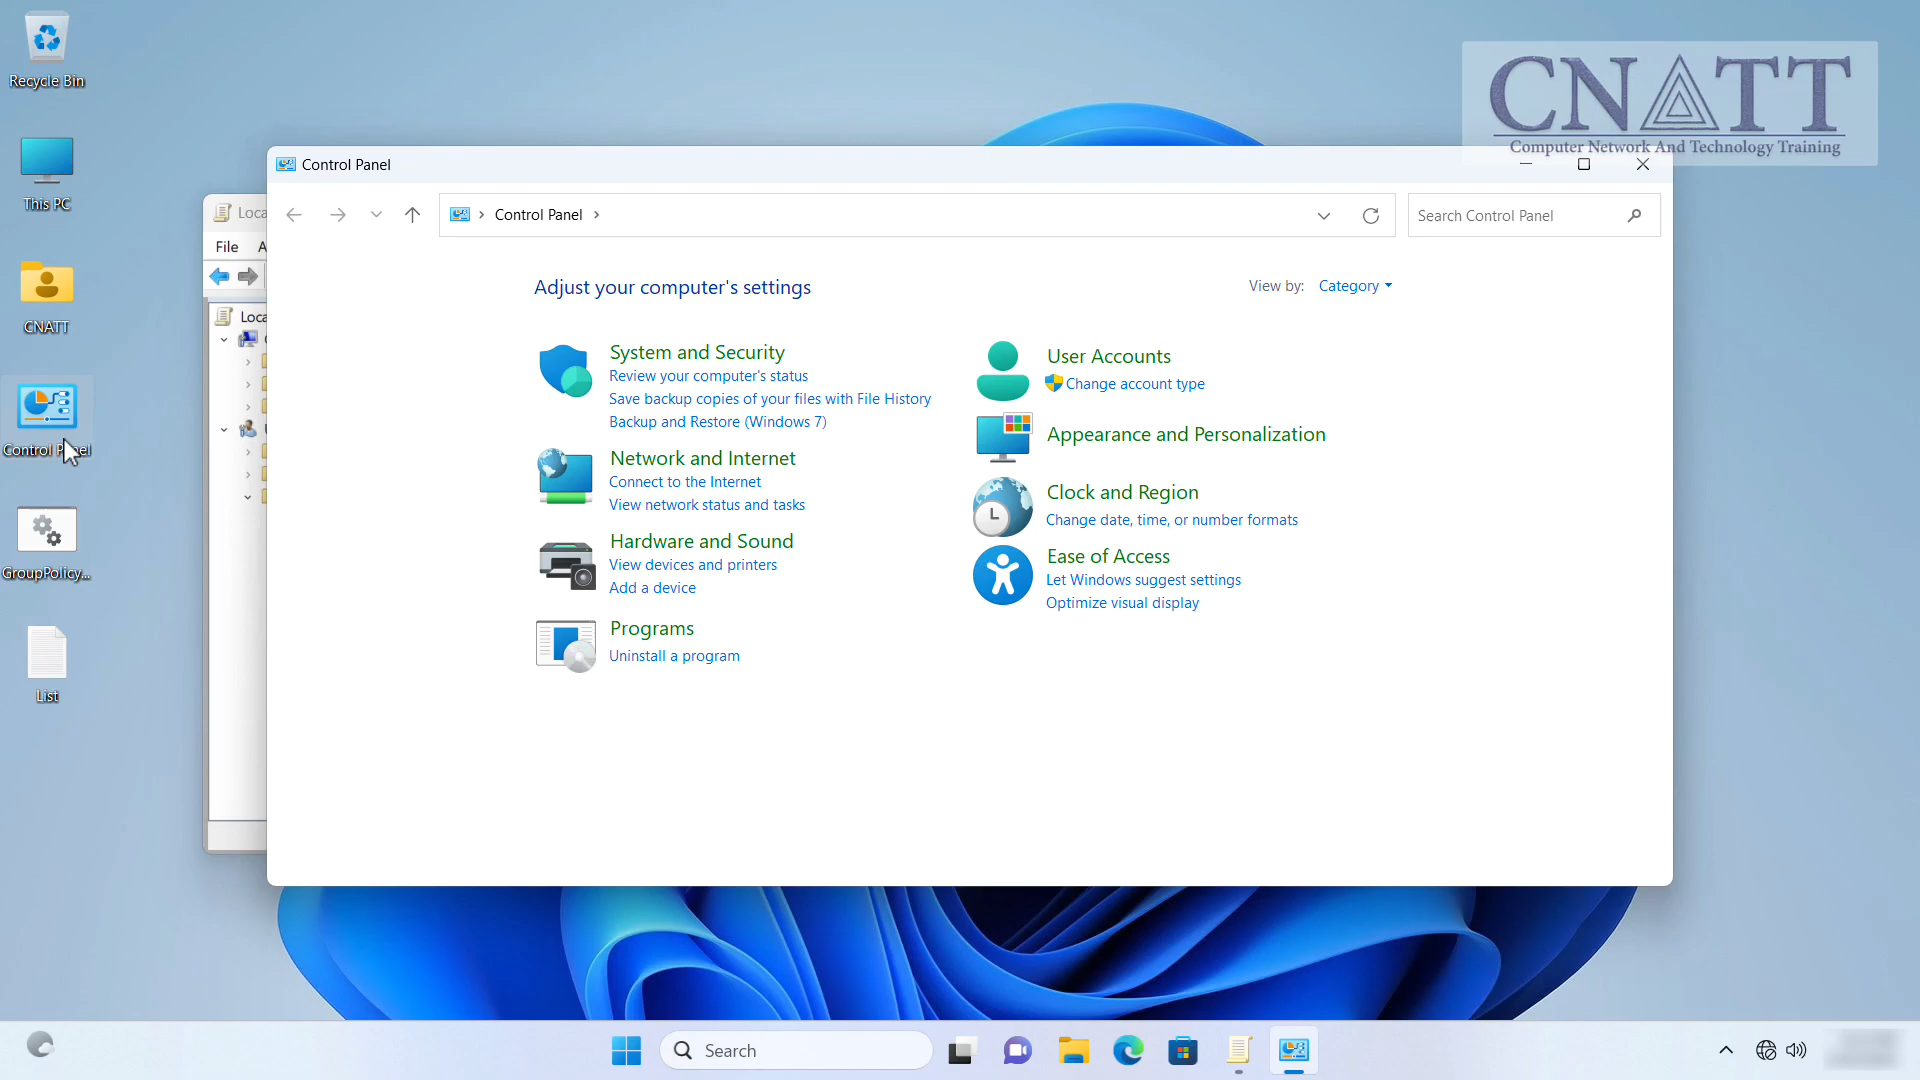 Recycle Bin
This PC
CNATT
Control Panel
GroupPolicy...
List
CNATT
Computer Network And Technology Training
Loca
File A
Loca
Control Panel
Control Panel
Search Control Panel
Adjust your computer's settings
View by: Category
System and Security
Review your computer's status
Save backup copies of your files with File History
Backup and Restore (Windows 7)
Network and Internet
Connect to the Internet
View network status and tasks
Hardware and Sound
View devices and printers
Add a device
Programs
Uninstall a program
User Accounts
Change account type
Appearance and Personalization
Clock and Region
Change date, time, or number formats
Ease of Access
Let Windows suggest settings
Optimize visual display
Search